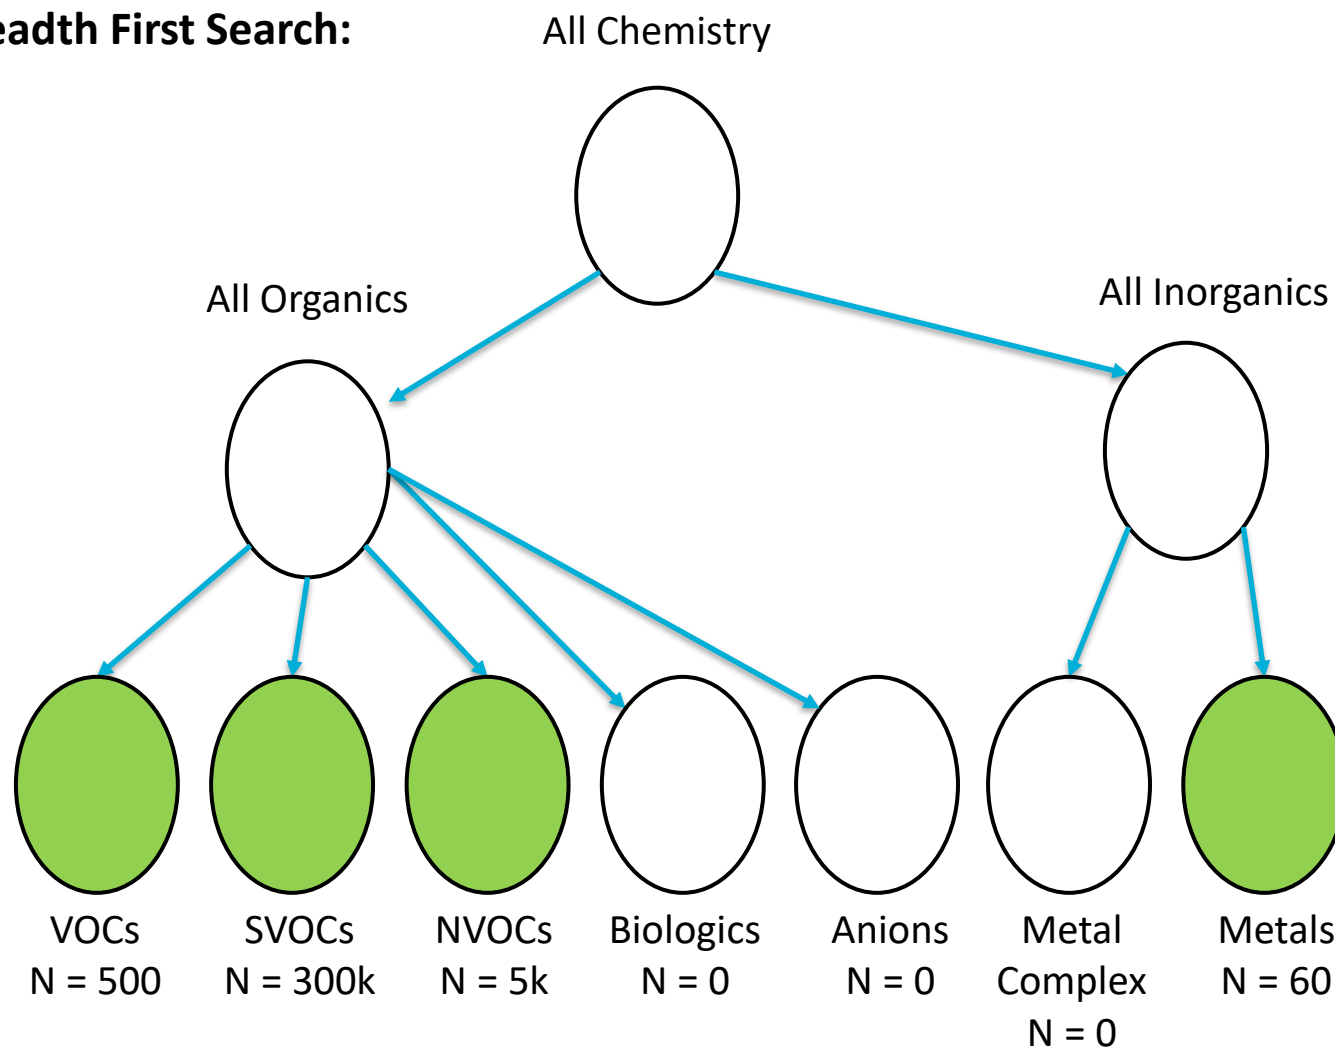 eadth First Search:
All Chemistry
All Organics
All Inorganics
VOCs
N = 500
SVOCs
N = 300k
NVOCs
N = 5k
Biologics
N = 0
Anions
N = 0
Metal
Complex
N = 0
Metals
N = 60